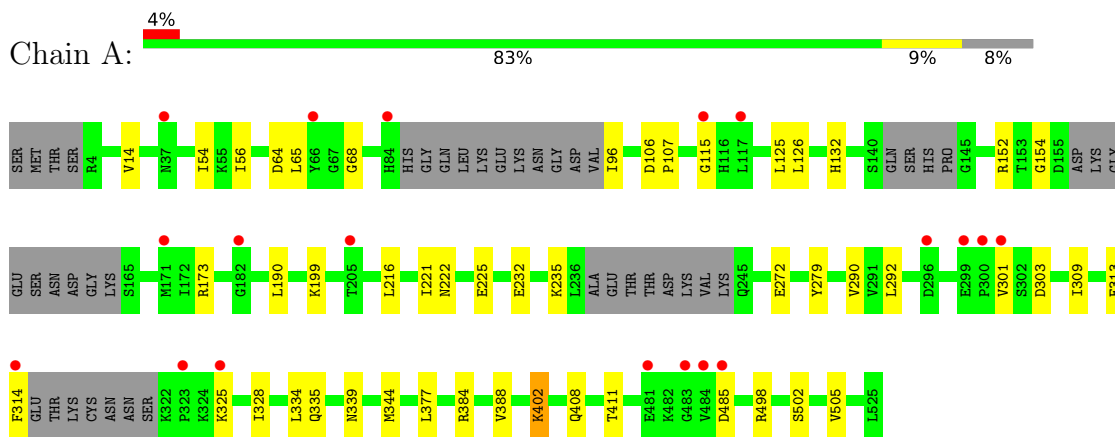 4%
Chain A:
83% 9% 8%
SER MET THR SER R4 V14 N37 I54 K55 I56 D64 L65 Y66 G67 G68 H84 HIS GLY GLN LEU LYS GLU LYS ASN GLY ASP VAL I96 D106 P107 G115 H116 L117 L125 L126 H132 S140 GLN SER HIS PRO G145 R152 T153 G154 D155 ASP LYS GLY
GLU SER ASN ASP GLY LYS S165 M171 I172 R173 G182 L190 K199 T205 L216 I221 N222 E225 E232 K235 L236 ALA GLU THR THR ASP LYS VAL LYS Q245 E272 Y279 V290 V291 L292 D296 E299 P300 V301 S302 D303 I309 E313
F314 GLU THR LYS CYS ASN ASN SER K322 P323 K324 K325 I328 L334 Q335 N339 M344 L377 R384 V388 K402 Q408 T411 E481 K482 G483 V484 D485 R498 S502 V505 L525